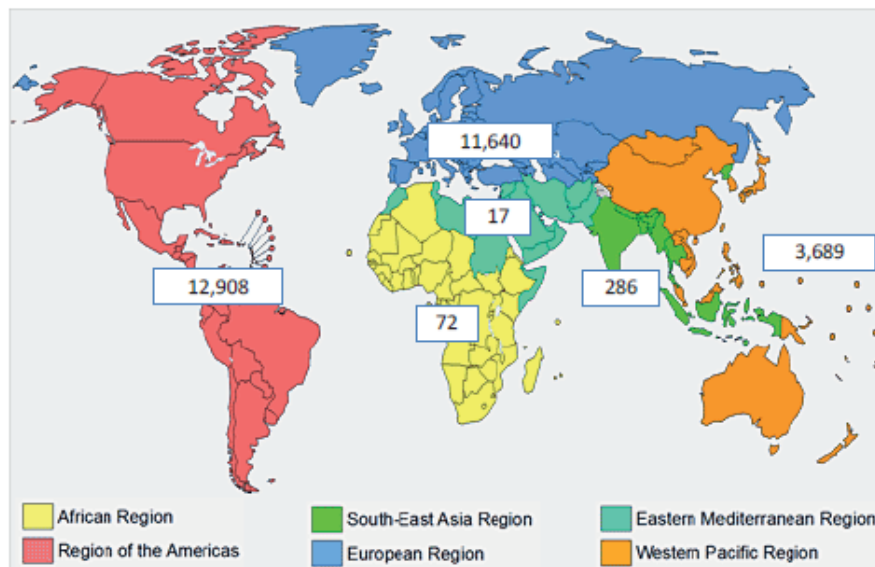 11,640
17
3,689
12,908
286
72
African Region
South-East Asia Region
Eastern Mediterranean Region
Region of the Americas
European Region
Western Pacific Region